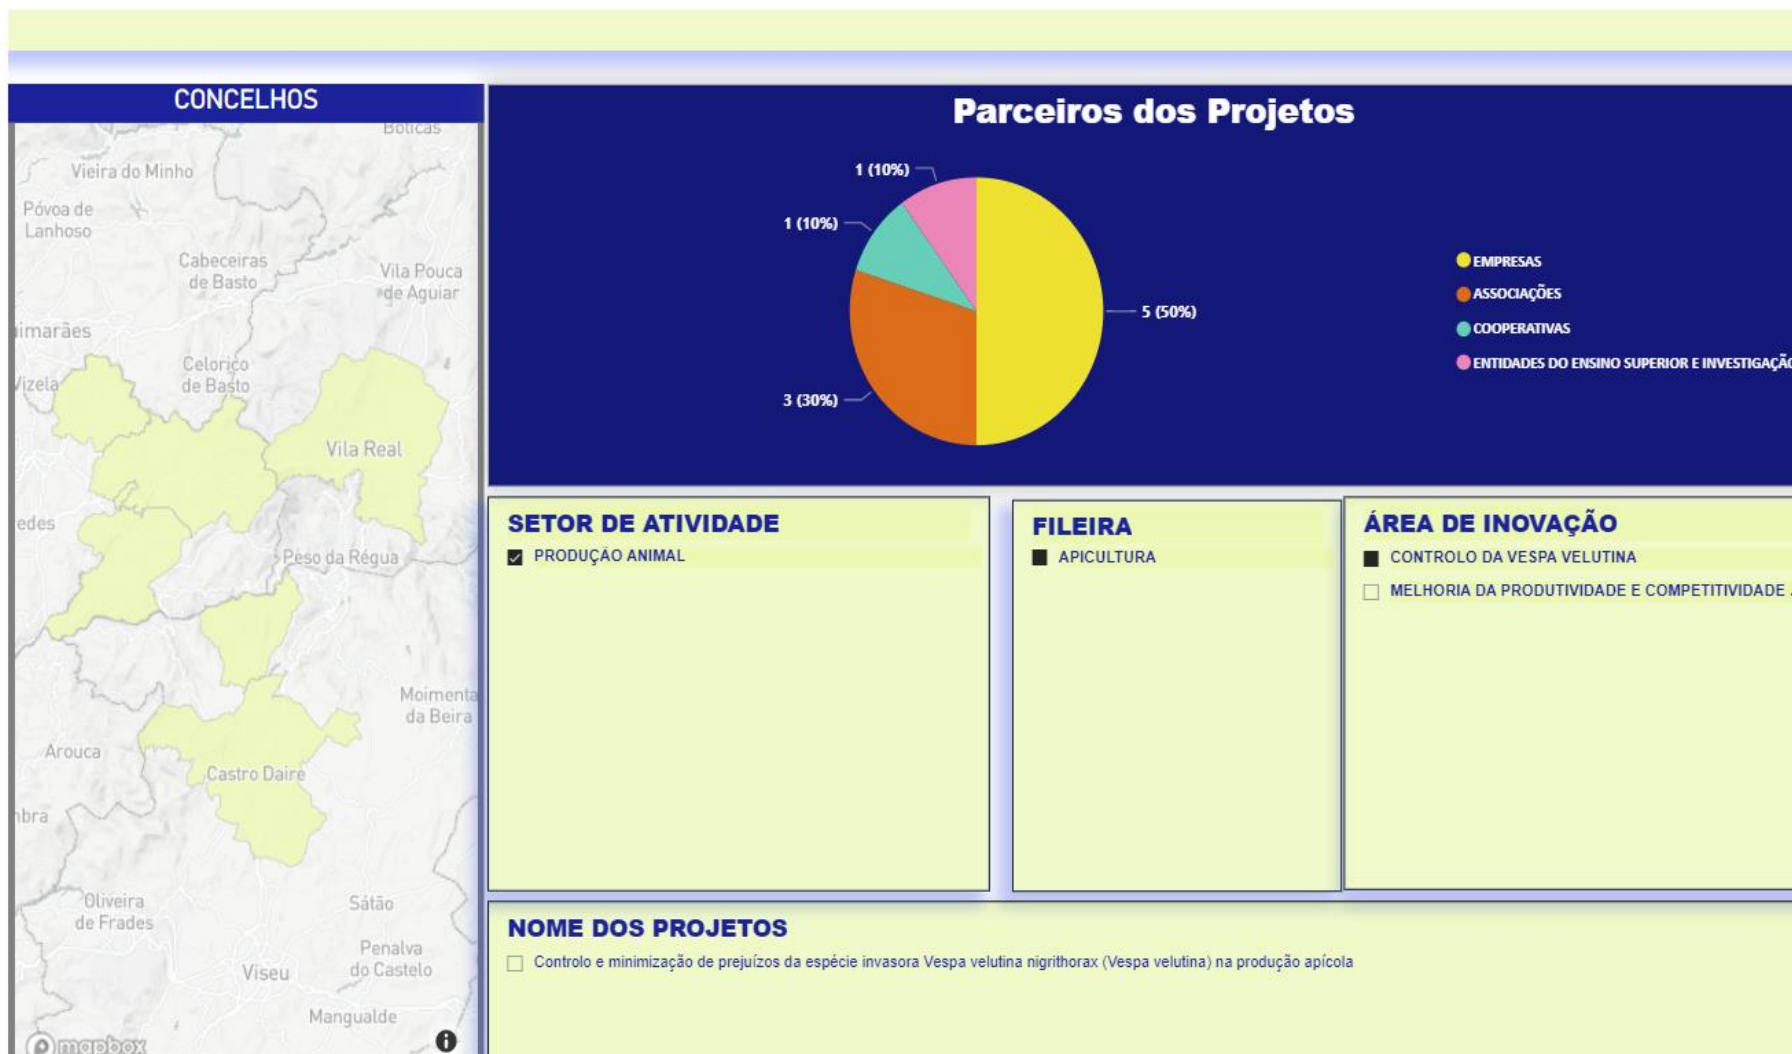 CONCELHOS
Boticas
Vieira do Minho
Póvoa de
Lanhoso
Cabeceiras
de Basto
Vila Pouca
de Aguiar
imarães
Celorico
de Basto
Vizela
Vila Real
edes
Peso da Régua
Moimenta
da Beira
Arouca
Castro Daire
bra
Oliveira
de Frades
Sátão
Penalva
do Castelo
Viseu
Mangualde
mapbox
Parceiros dos Projetos
1 (10%)
1 (10%)
5 (50%)
3 (30%)
EMPRESAS
ASSOCIAÇÕES
COOPERATIVAS
ENTIDADES DO ENSINO SUPERIOR E INVESTIGAÇÃO
SETOR DE ATIVIDADE
PRODUÇÃO ANIMAL
FILEIRA
APICULTURA
ÁREA DE INOVAÇÃO
CONTROLO DA VESPA VELUTINA
MELHORIA DA PRODUTIVIDADE E COMPETITIVIDADE
NOME DOS PROJETOS
Controlo e minimização de prejuízos da espécie invasora Vespa velutina nigrithorax (Vespa velutina) na produção apícola